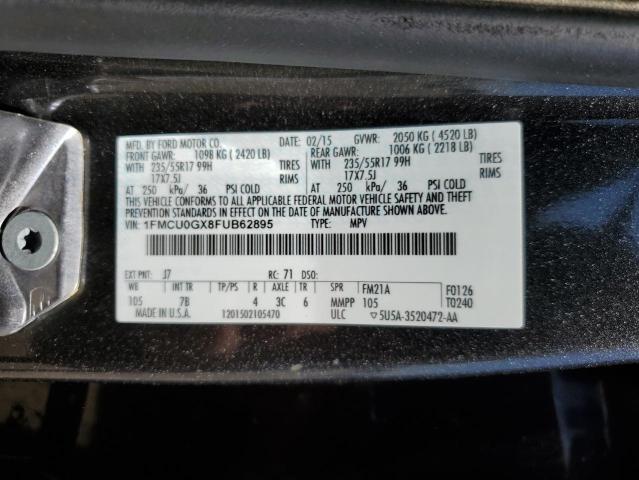 MFD. BY FORD MOTOR CO.
DATE: 02/15 GVWR: 2050 KG ( 4520 LB)
FRONT GAWR: 1098 KG ( 2420 LB) REAR GAWR: 1006 KG ( 2218 LB)
WITH 235/55R17 99H TIRES WITH 235/55R17 99H TIRES
17X7.5J RIMS 17X7.5J RIMS
AT 250 kPa/ 36 PSI COLD AT 250 kPa/ 36 PSI COLD
THIS VEHICLE CONFORMS TO ALL APPLICABLE FEDERAL MOTOR VEHICLE SAFETY AND THEFT
PREVENTION STANDARDS IN EFFECT ON THE DATE OF MANUFACTURE SHOWN ABOVE.
VIN: 1FMCU0GX8FUB62895 TYPE: MPV
EXT PNT: J7 RC: 71 DSO:
WB INT TR TP/PS R AXLE TR SPR FM21A F0126
105 7B 4 3C 6 MMPP 105 T0240
MADE IN U.S.A. 1201502105470 ULC ▽5U5A-3520472-AA